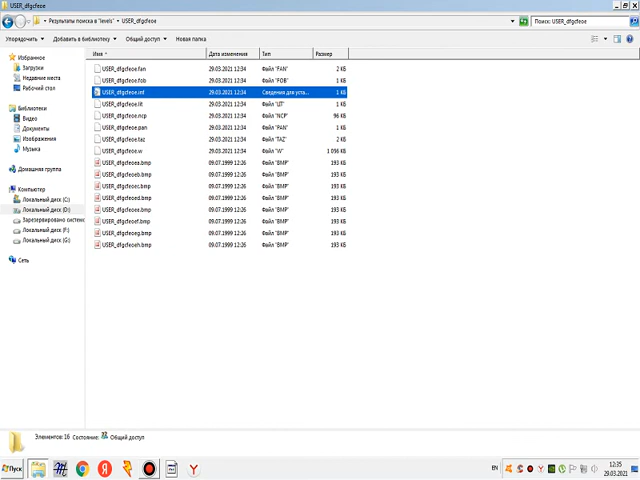 USER_dfgcfeoe
Результаты поиска в "levels" ▸ USER_dfgcfeoe
Поиск: USER_dfgcfeoe
Упорядочить Добавить в библиотеку Общий доступ Новая папка
Избранное
Загрузки
Недавние места
Рабочий стол
Библиотеки
Видео
Документы
Изображения
Музыка
Домашняя группа
Компьютер
Локальный диск (C:)
Локальный диск (D:)
Зарезервировано систем
Локальный диск (F:)
Локальный диск (G:)
Сеть
Имя Дата изменения Тип Размер
USER_dfgcfeoe.fan 29.03.2021 12:34 Файл "FAN" 2 КБ
USER_dfgcfeoe.fob 29.03.2021 12:34 Файл "FOB" 1 КБ
USER_dfgcfeoe.inf 29.03.2021 12:34 Сведения для уста... 1 КБ
USER_dfgcfeoe.lit 29.03.2021 12:34 Файл "LIT" 1 КБ
USER_dfgcfeoe.ncp 29.03.2021 12:34 Файл "NCP" 96 КБ
USER_dfgcfeoe.pan 29.03.2021 12:34 Файл "PAN" 1 КБ
USER_dfgcfeoe.taz 29.03.2021 12:34 Файл "TAZ" 2 КБ
USER_dfgcfeoe.w 29.03.2021 12:34 Файл "W" 1 056 КБ
USER_dfgcfeoea.bmp 09.07.1999 12:26 Файл "BMP" 193 КБ
USER_dfgcfeoeb.bmp 09.07.1999 12:26 Файл "BMP" 193 КБ
USER_dfgcfeoec.bmp 09.07.1999 12:26 Файл "BMP" 193 КБ
USER_dfgcfeoed.bmp 09.07.1999 12:26 Файл "BMP" 193 КБ
USER_dfgcfeoee.bmp 09.07.1999 12:26 Файл "BMP" 193 КБ
USER_dfgcfeoef.bmp 09.07.1999 12:26 Файл "BMP" 193 КБ
USER_dfgcfeoeg.bmp 09.07.1999 12:26 Файл "BMP" 193 КБ
USER_dfgcfeoeh.bmp 09.07.1999 12:26 Файл "BMP" 193 КБ
Элементов: 16 Состояние: Общий доступ
Пуск
EN
12:35
29.03.2021